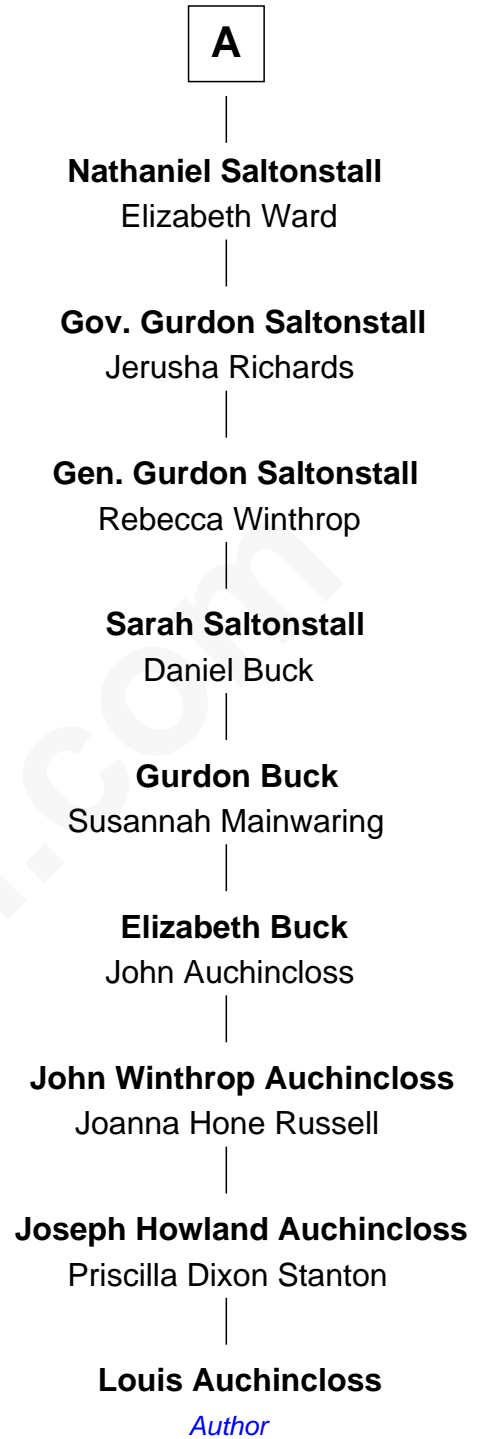 A
Nathaniel Saltonstall
Elizabeth Ward
Gov. Gurdon Saltonstall
Jerusha Richards
Gen. Gurdon Saltonstall
Rebecca Winthrop
Sarah Saltonstall
Daniel Buck
Gurdon Buck
Susannah Mainwaring
Elizabeth Buck
John Auchincloss
John Winthrop Auchincloss
Joanna Hone Russell
Joseph Howland Auchincloss
Priscilla Dixon Stanton
Louis Auchincloss
Author